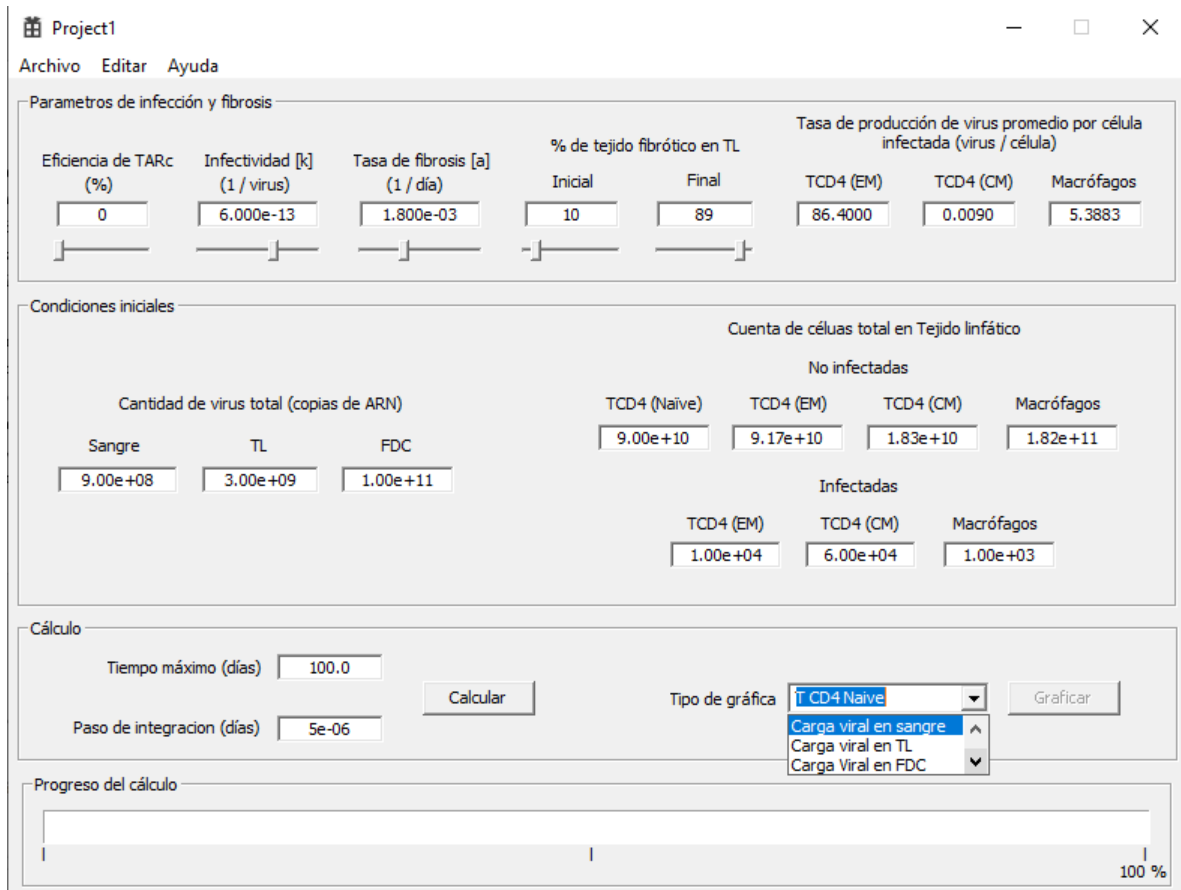 Project1
Archivo Editar Ayuda
Parametros de infección y fibrosis
Eficiencia de TARc
(%)
0
Infectividad [k]
(1 / virus)
6.000e-13
Tasa de fibrosis [a]
(1 / día)
1.800e-03
% de tejido fibrótico en TL
Inicial Final
10 89
Tasa de producción de virus promedio por célula
infectada (virus / célula)
TCD4 (EM) TCD4 (CM) Macrófagos
86.4000 0.0090 5.3883
Condiciones iniciales
Cantidad de virus total (copias de ARN)
Sangre TL FDC
9.00e+08 3.00e+09 1.00e+11
Cuenta de céluas total en Tejido linfático
No infectadas
TCD4 (Naïve) TCD4 (EM) TCD4 (CM) Macrófagos
9.00e+10 9.17e+10 1.83e+10 1.82e+11
Infectadas
TCD4 (EM) TCD4 (CM) Macrófagos
1.00e+04 6.00e+04 1.00e+03
Cálculo
Tiempo máximo (días) 100.0
Paso de integracion (días) 5e-06
Calcular
Tipo de gráfica T CD4 Naive Graficar
Carga viral en sangre
Carga viral en TL
Carga Viral en FDC
Progreso del cálculo
100 %